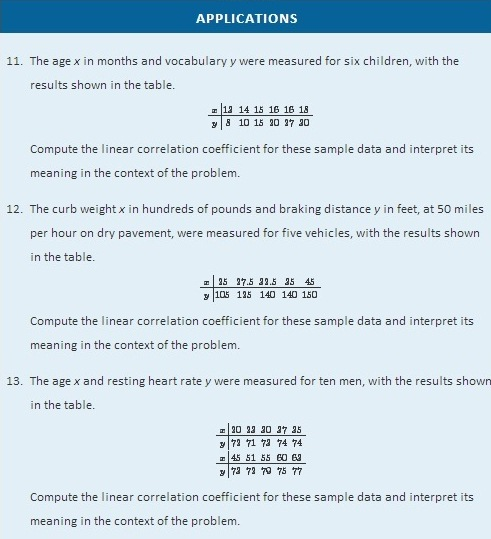 APPLICATIONS
11. The age x in months and vocabulary y were measured for six children, with the
results shown in the table.
x 13 14 15 16 16 18
y 8 10 15 20 27 30
Compute the linear correlation coefficient for these sample data and interpret its
meaning in the context of the problem.
12. The curb weight x in hundreds of pounds and braking distance y in feet, at 50 miles
per hour on dry pavement, were measured for five vehicles, with the results shown
in the table.
x 25 27.5 32.5 35 45
y 105 125 140 140 150
Compute the linear correlation coefficient for these sample data and interpret its
meaning in the context of the problem.
13. The age x and resting heart rate y were measured for ten men, with the results shown
in the table.
x 20 23 30 37 35
y 72 71 73 74 74
x 45 51 55 60 63
y 73 72 79 75 77
Compute the linear correlation coefficient for these sample data and interpret its
meaning in the context of the problem.